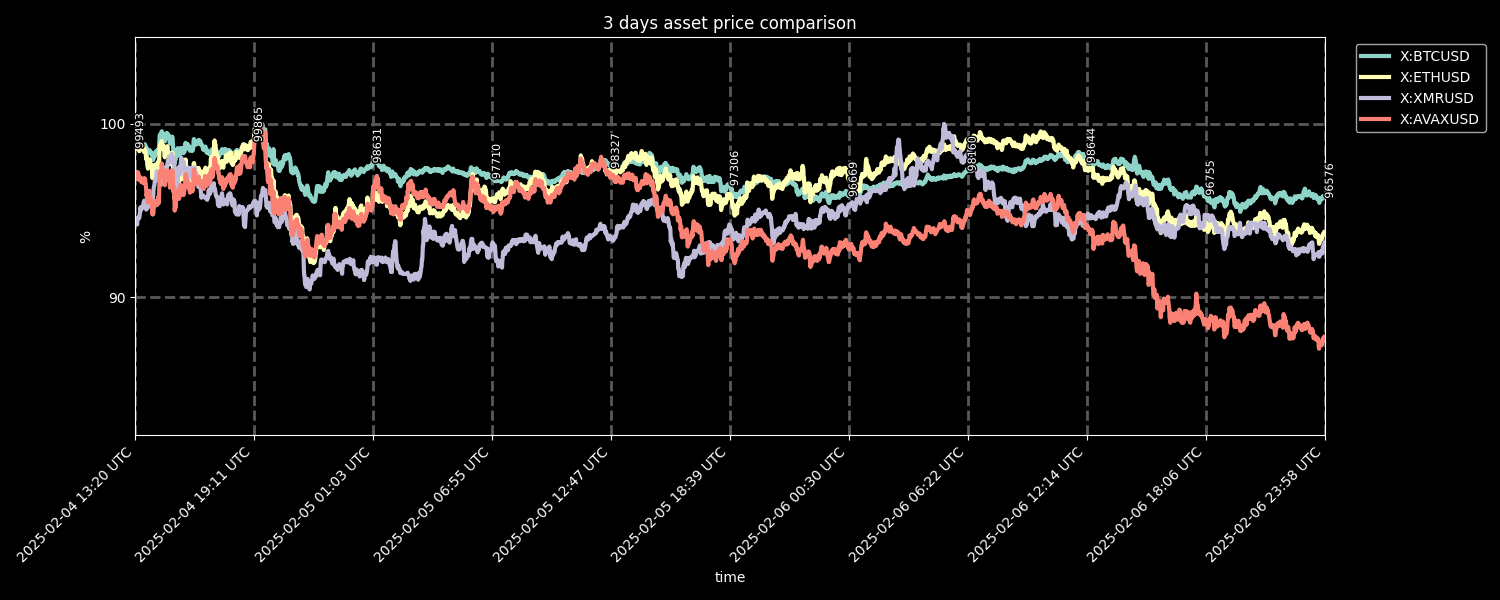 3 days asset price comparison
X:BTCUSD
X:ETHUSD
X:XMRUSD
X:AVAXUSD
100
90
%
99493
99865
98631
97710
98327
97306
96669
98160
98644
96755
96576
2025-02-04 13:20 UTC
2025-02-04 19:11 UTC
2025-02-05 01:03 UTC
2025-02-05 06:55 UTC
2025-02-05 12:47 UTC
2025-02-05 18:39 UTC
2025-02-06 00:30 UTC
2025-02-06 06:22 UTC
2025-02-06 12:14 UTC
2025-02-06 18:06 UTC
2025-02-06 23:58 UTC
time